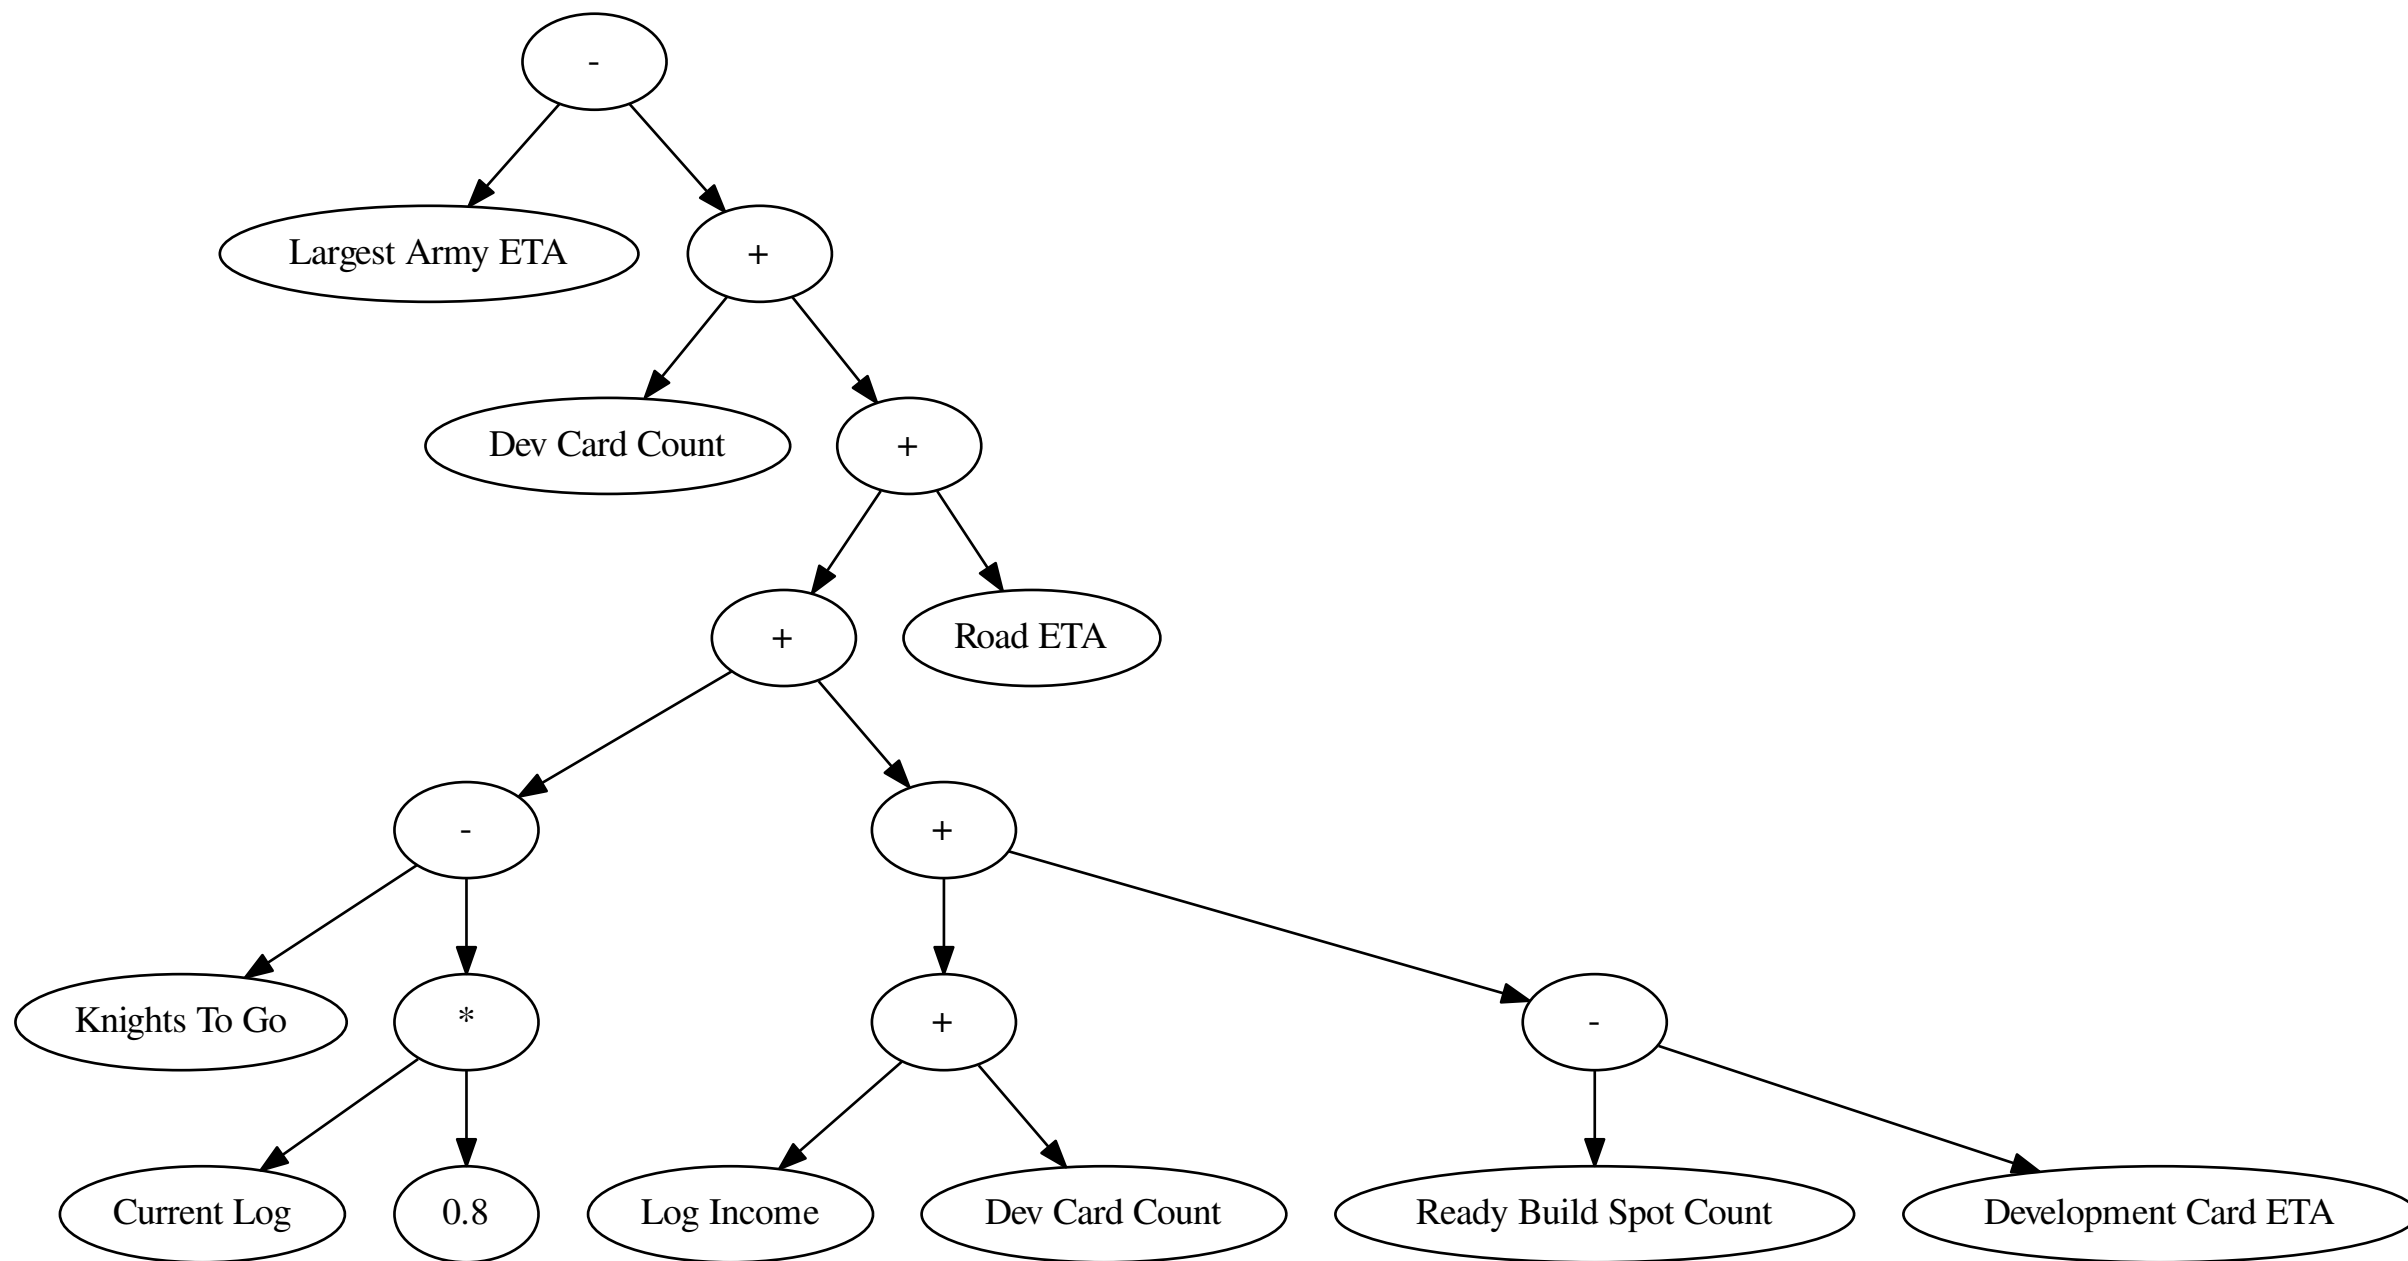 -
Largest Army ETA
+
Dev Card Count
+
+
Road ETA
-
+
Knights To Go
*
+
-
Current Log
0.8
Log Income
Dev Card Count
Ready Build Spot Count
Development Card ETA